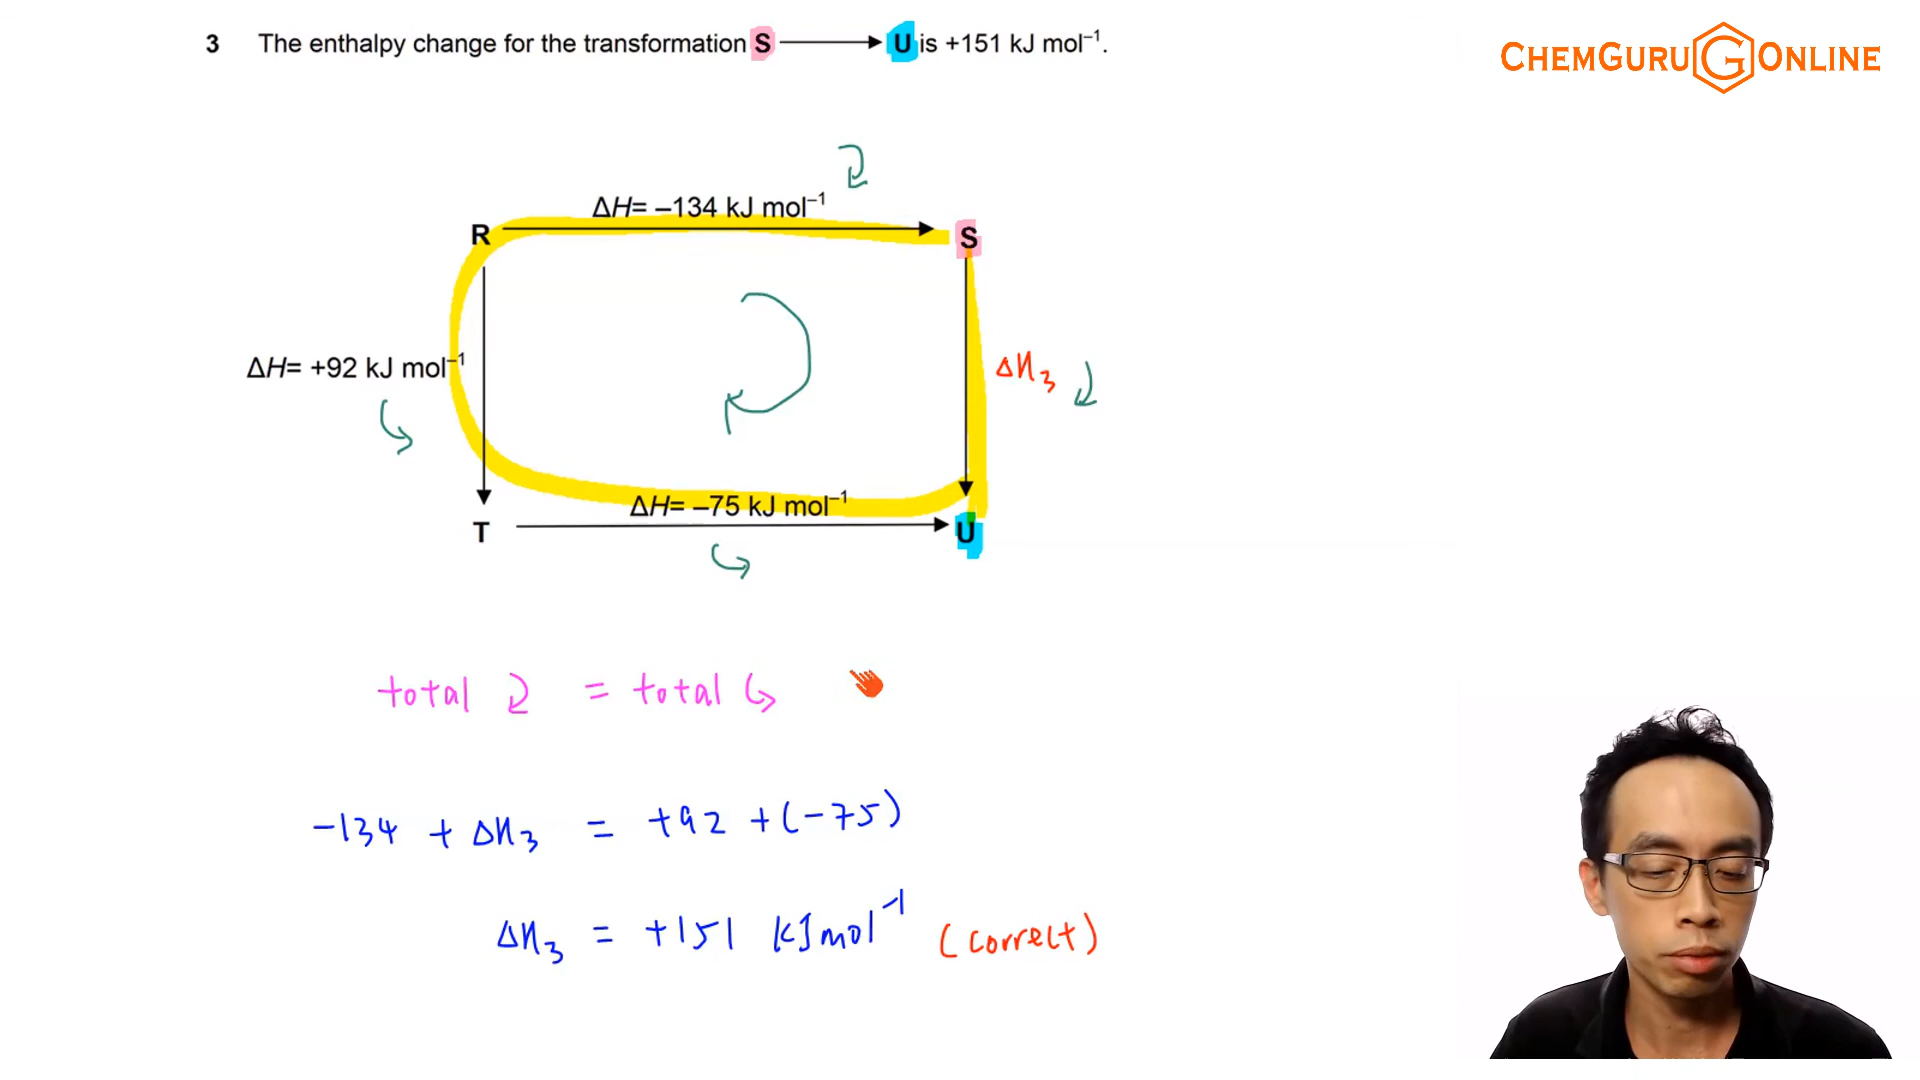 3 The enthalpy change for the transformation S ⟶ U is +151 kJ mol⁻¹.
CHEMGURU G ONLINE
ΔH= –134 kJ mol⁻¹
R
S
ΔH= +92 kJ mol⁻¹
ΔH₃
ΔH= –75 kJ mol⁻¹
T
U
total ↲ = total ↳
-134 + ΔH₃ = +92 + (-75)
ΔH₃ = +151 kJ mol⁻¹ (correct)